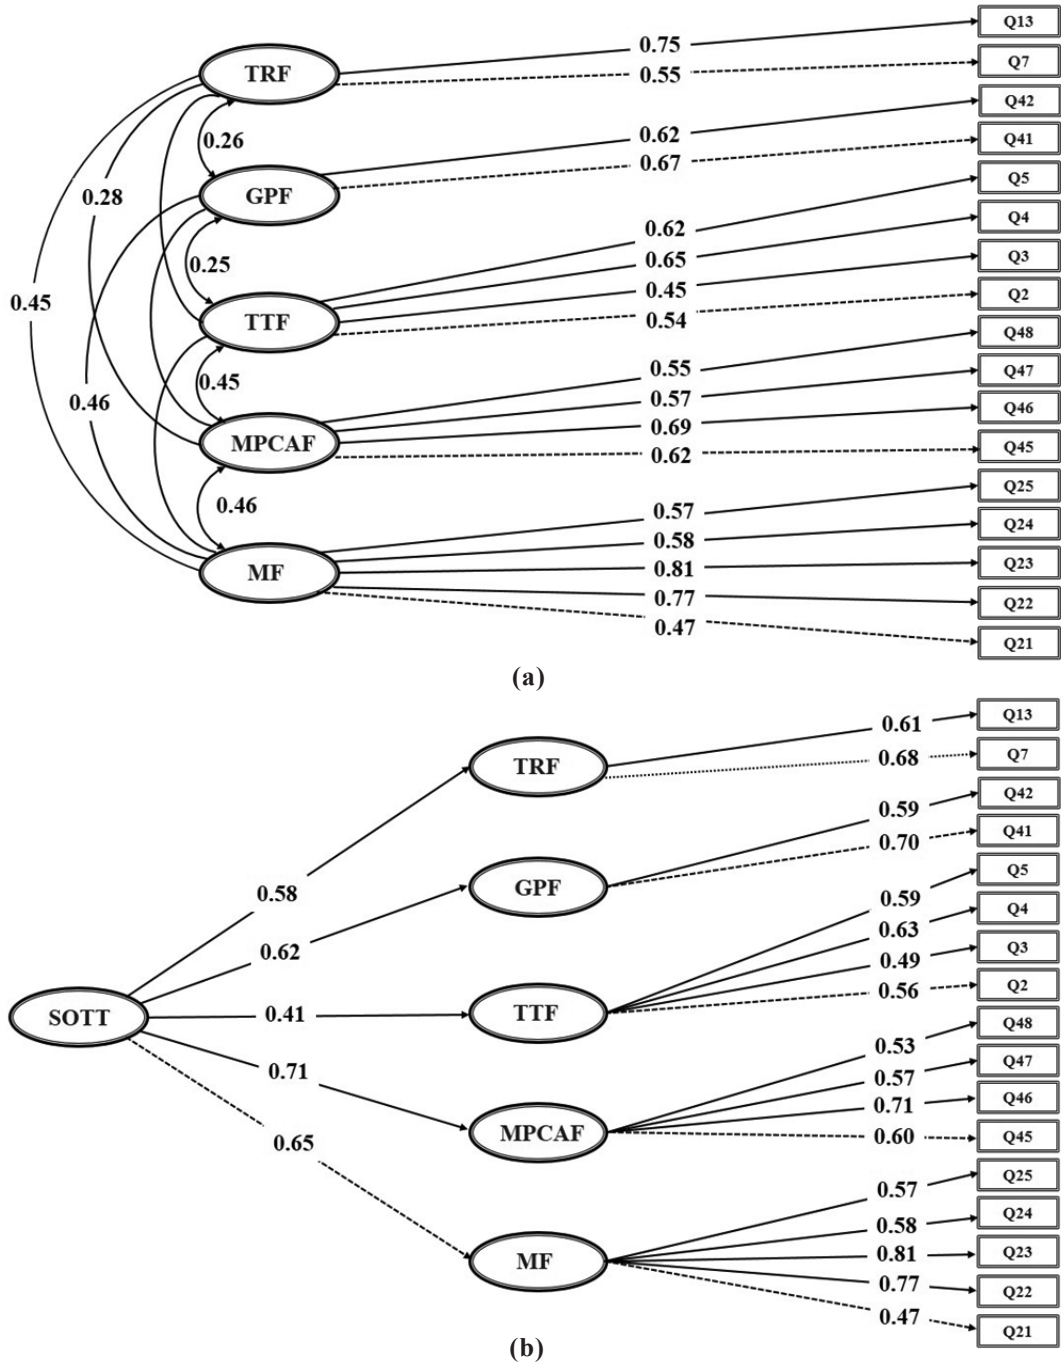 Q13
0.75
TRF
Q7
0.55
Q42
0.62
0.26
Q41
0.67
Q5
GPF
0.28
Q4
0.62
Q3
0.65
0.25
0.45
Q2
0.45
TTF
0.54
Q48
0.55
Q47
0.45
0.57
0.46
Q46
0.69
MPCAF
Q45
0.62
Q25
0.46
0.57
Q24
0.58
Q23
0.81
MF
0.77
Q22
0.47
Q21
(a)
Q13
0.61
Q7
0.68
TRF
Q42
0.59
Q41
0.70
Q5
GPF
0.58
0.59
Q4
0.63
Q3
0.62
0.49
Q2
0.56
SOTT
0.41
TTF
Q48
0.53
Q47
0.71
0.57
Q46
0.71
MPCAF
Q45
0.60
0.65
Q25
0.57
Q24
0.58
Q23
0.81
MF
0.77
Q22
0.47
Q21
(b)